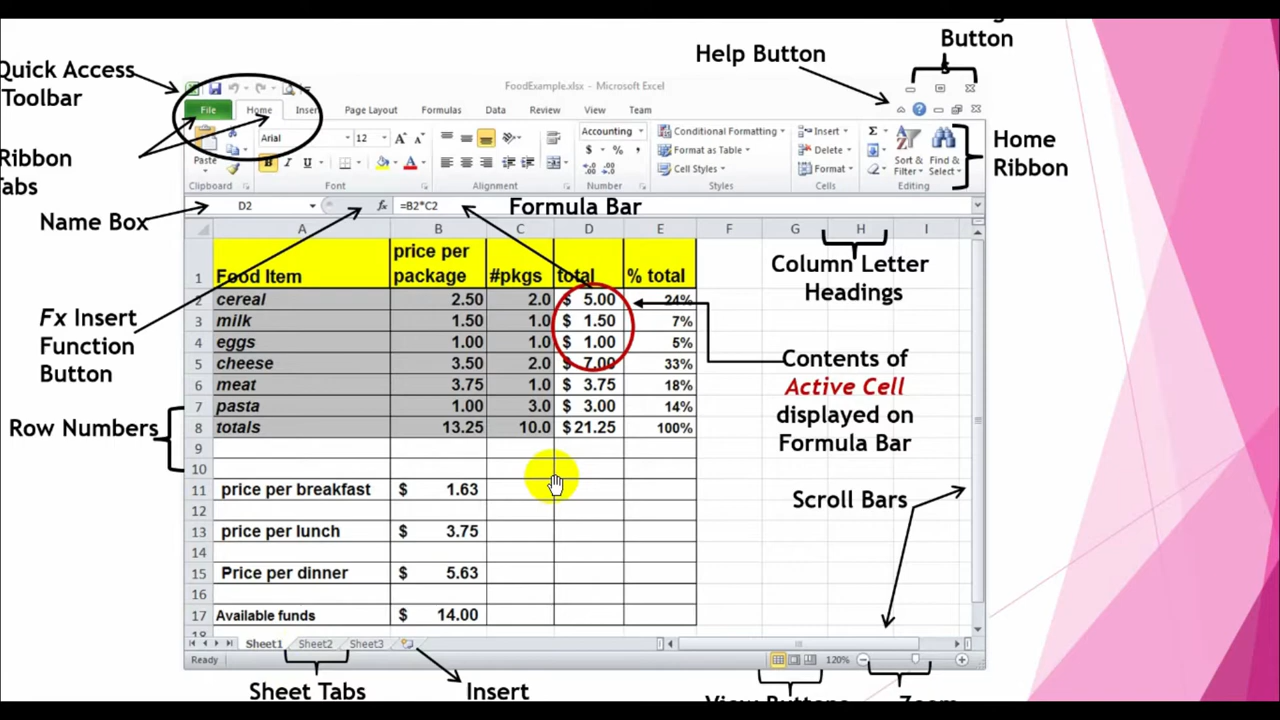 Button
Help Button
Quick Access
Toolbar
FoodExample.xlsx - Microsoft Excel
File Home Insert Page Layout Formulas Data Review View Team
Ribbon
Tabs
Arial 12 Accounting Conditional Formatting Insert
Paste B I U A $ % , Format as Table Delete Sort & Find &
Cell Styles Format Filter Select
Clipboard Font Alignment Number Styles Cells Editing
Home
Ribbon
Name Box
D2 fx =B2*C2 Formula Bar
A B C D E F G H I
Column Letter
Headings
1 Food Item price per package #pkgs total % total
2 cereal 2.50 2.0 $ 5.00 24%
3 milk 1.50 1.0 $ 1.50 7%
4 eggs 1.00 1.0 $ 1.00 5%
5 cheese 3.50 2.0 $ 7.00 33%
6 meat 3.75 1.0 $ 3.75 18%
7 pasta 1.00 3.0 $ 3.00 14%
8 totals 13.25 10.0 $ 21.25 100%
9
10
11 price per breakfast $ 1.63
12
13 price per lunch $ 3.75
14
15 Price per dinner $ 5.63
16
17 Available funds $ 14.00
18
Fx Insert
Function
Button
Row Numbers
Contents of
Active Cell
displayed on
Formula Bar
Scroll Bars
Sheet1 Sheet2 Sheet3
Ready 120%
Sheet Tabs
Insert
View Buttons
Zoom